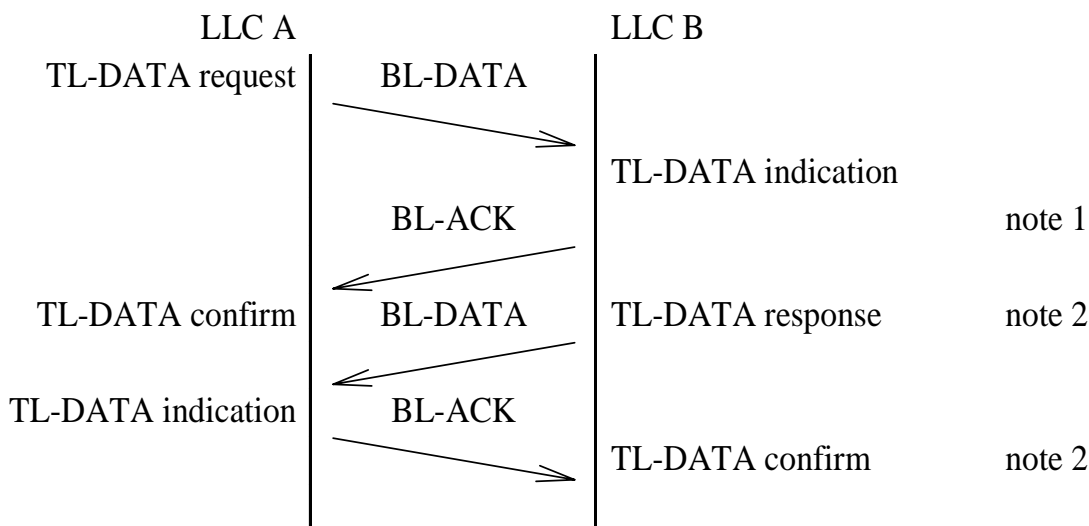 LLC A LLC B
TL-DATA request BL-DATA
TL-DATA indication
BL-ACK note 1
TL-DATA confirm BL-DATA TL-DATA response note 2
TL-DATA indication BL-ACK
TL-DATA confirm note 2